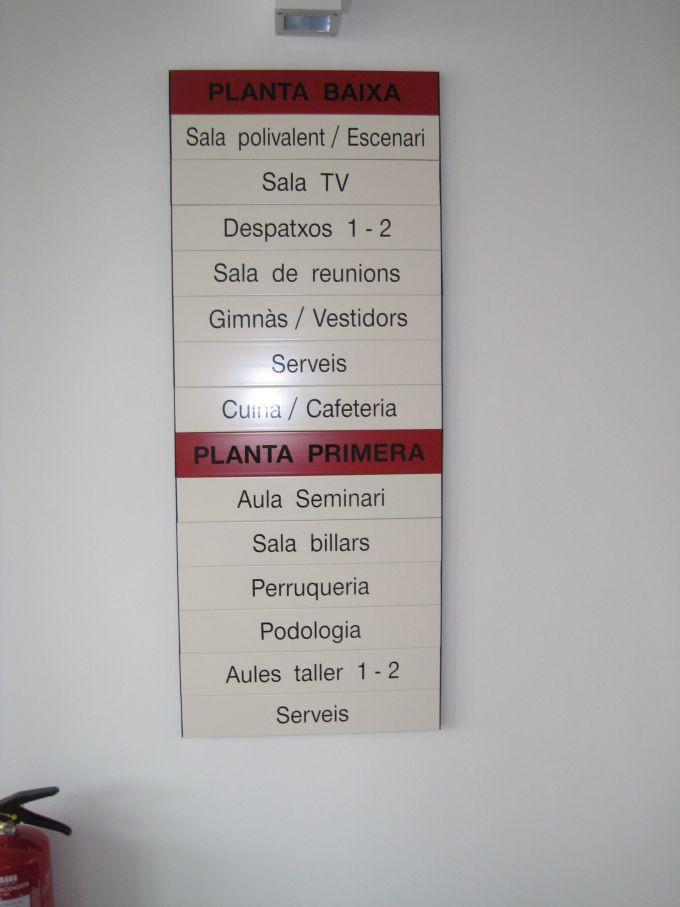 PLANTA BAIXA
Sala polivalent / Escenari
Sala TV
Despatxos 1 - 2
Sala de reunions
Gimnàs / Vestidors
Serveis
Cuina / Cafeteria
PLANTA PRIMERA
Aula Seminari
Sala billars
Perruqueria
Podologia
Aules taller 1 - 2
Serveis